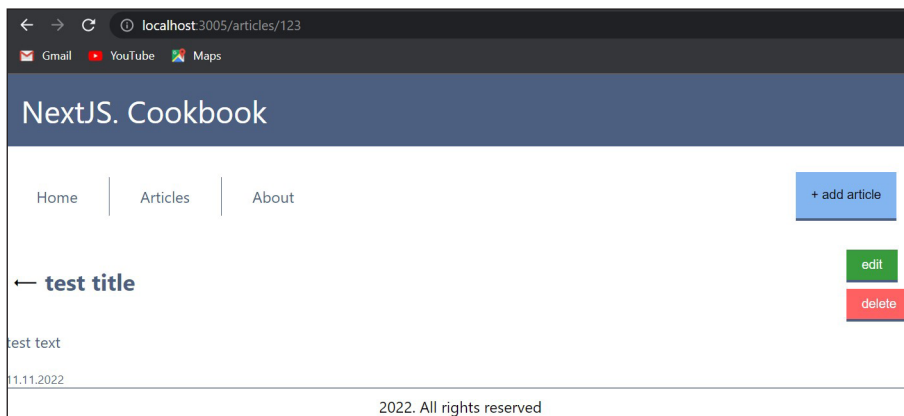 localhost:3005/articles/123
Gmail YouTube Maps
NextJS. Cookbook
Home Articles About + add article
edit
← test title
delete
test text
11.11.2022
2022. All rights reserved